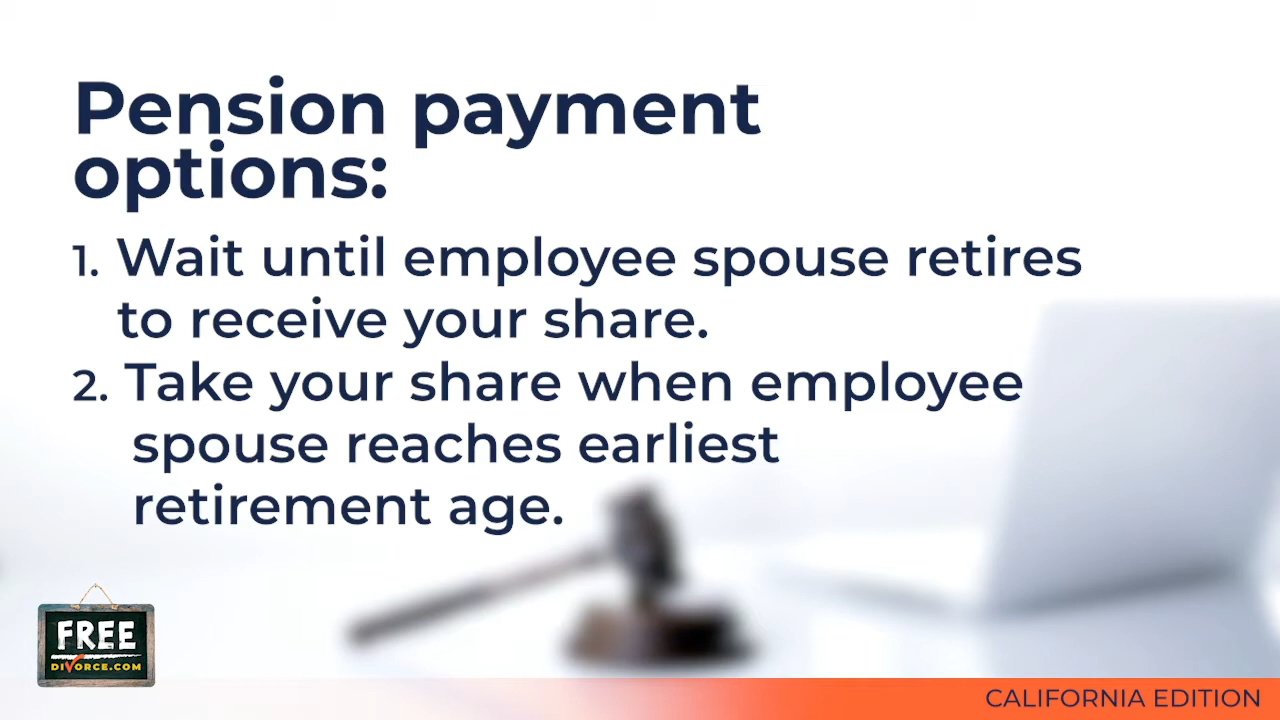 Pension payment
options:
1. Wait until employee spouse retires
to receive your share.
2. Take your share when employee
spouse reaches earliest
retirement age.
FREE
DIVORCE.COM
CALIFORNIA EDITION